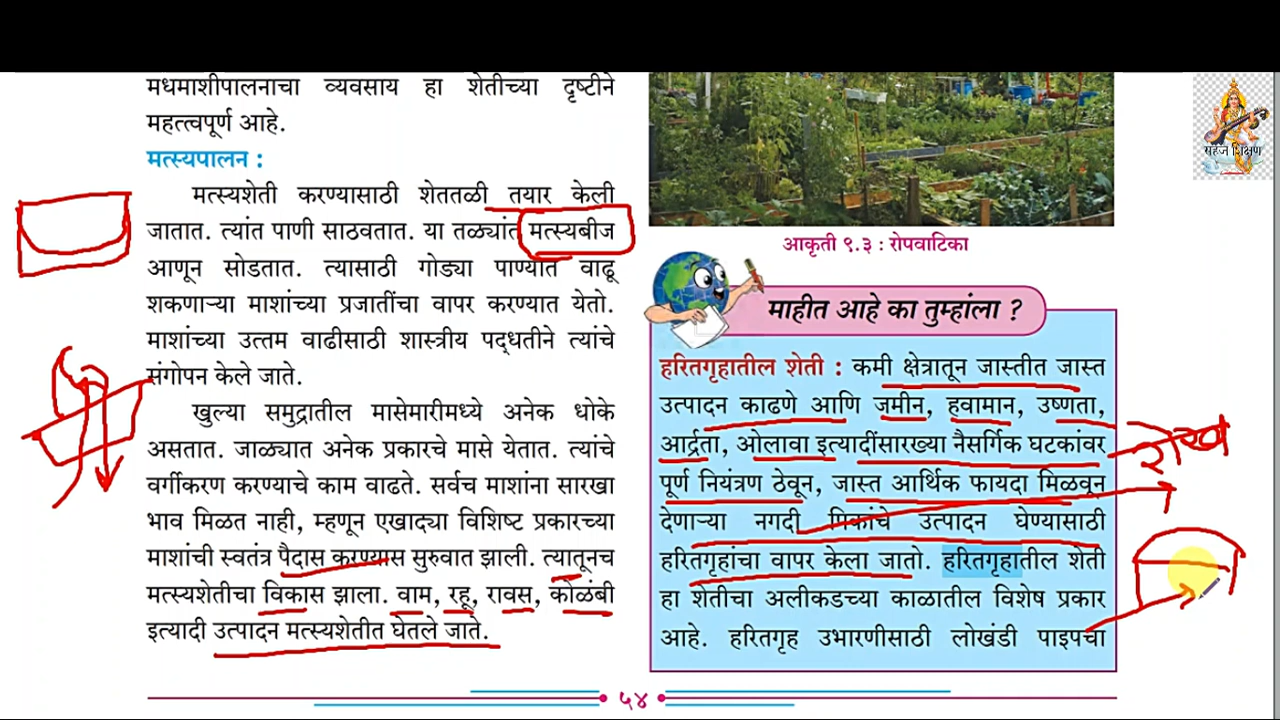 मधमाशीपालनाचा व्यवसाय हा शेतीच्या दृष्टीने
महत्त्वपूर्ण आहे.
मत्स्यपालन :
मत्स्यशेती करण्यासाठी शेततळी तयार केली
जातात. त्यांत पाणी साठवतात. या तळ्यांत मत्स्यबीज
आणून सोडतात. त्यासाठी गोड्या पाण्यात वाढू
शकणाऱ्या माशांच्या प्रजातींचा वापर करण्यात येतो.
माशांच्या उत्तम वाढीसाठी शास्त्रीय पद्धतीने त्यांचे
संगोपन केले जाते.
खुल्या समुद्रातील मासेमारीमध्ये अनेक धोके
असतात. जाळ्यात अनेक प्रकारचे मासे येतात. त्यांचे
वर्गीकरण करण्याचे काम वाढते. सर्वच माशांना सारखा
भाव मिळत नाही, म्हणून एखाद्या विशिष्ट प्रकारच्या
माशांची स्वतंत्र पैदास करण्यास सुरुवात झाली. त्यातूनच
मत्स्यशेतीचा विकास झाला. वाम, रहू, रावस, कोळंबी
इत्यादी उत्पादन मत्स्यशेतीत घेतले जाते.
आकृती ९.३ : रोपवाटिका
माहीत आहे का तुम्हांला ?
हरितगृहातील शेती : कमी क्षेत्रातून जास्तीत जास्त
उत्पादन काढणे आणि जमीन, हवामान, उष्णता,
आर्द्रता, ओलावा इत्यादींसारख्या नैसर्गिक घटकांवर
पूर्ण नियंत्रण ठेवून, जास्त आर्थिक फायदा मिळवून
देणाऱ्या नगदी पिकांचे उत्पादन घेण्यासाठी
हरितगृहांचा वापर केला जातो. हरितगृहातील शेती
हा शेतीचा अलीकडच्या काळातील विशेष प्रकार
आहे. हरितगृह उभारणीसाठी लोखंडी पाइपचा
५४
सहज शिक्षण